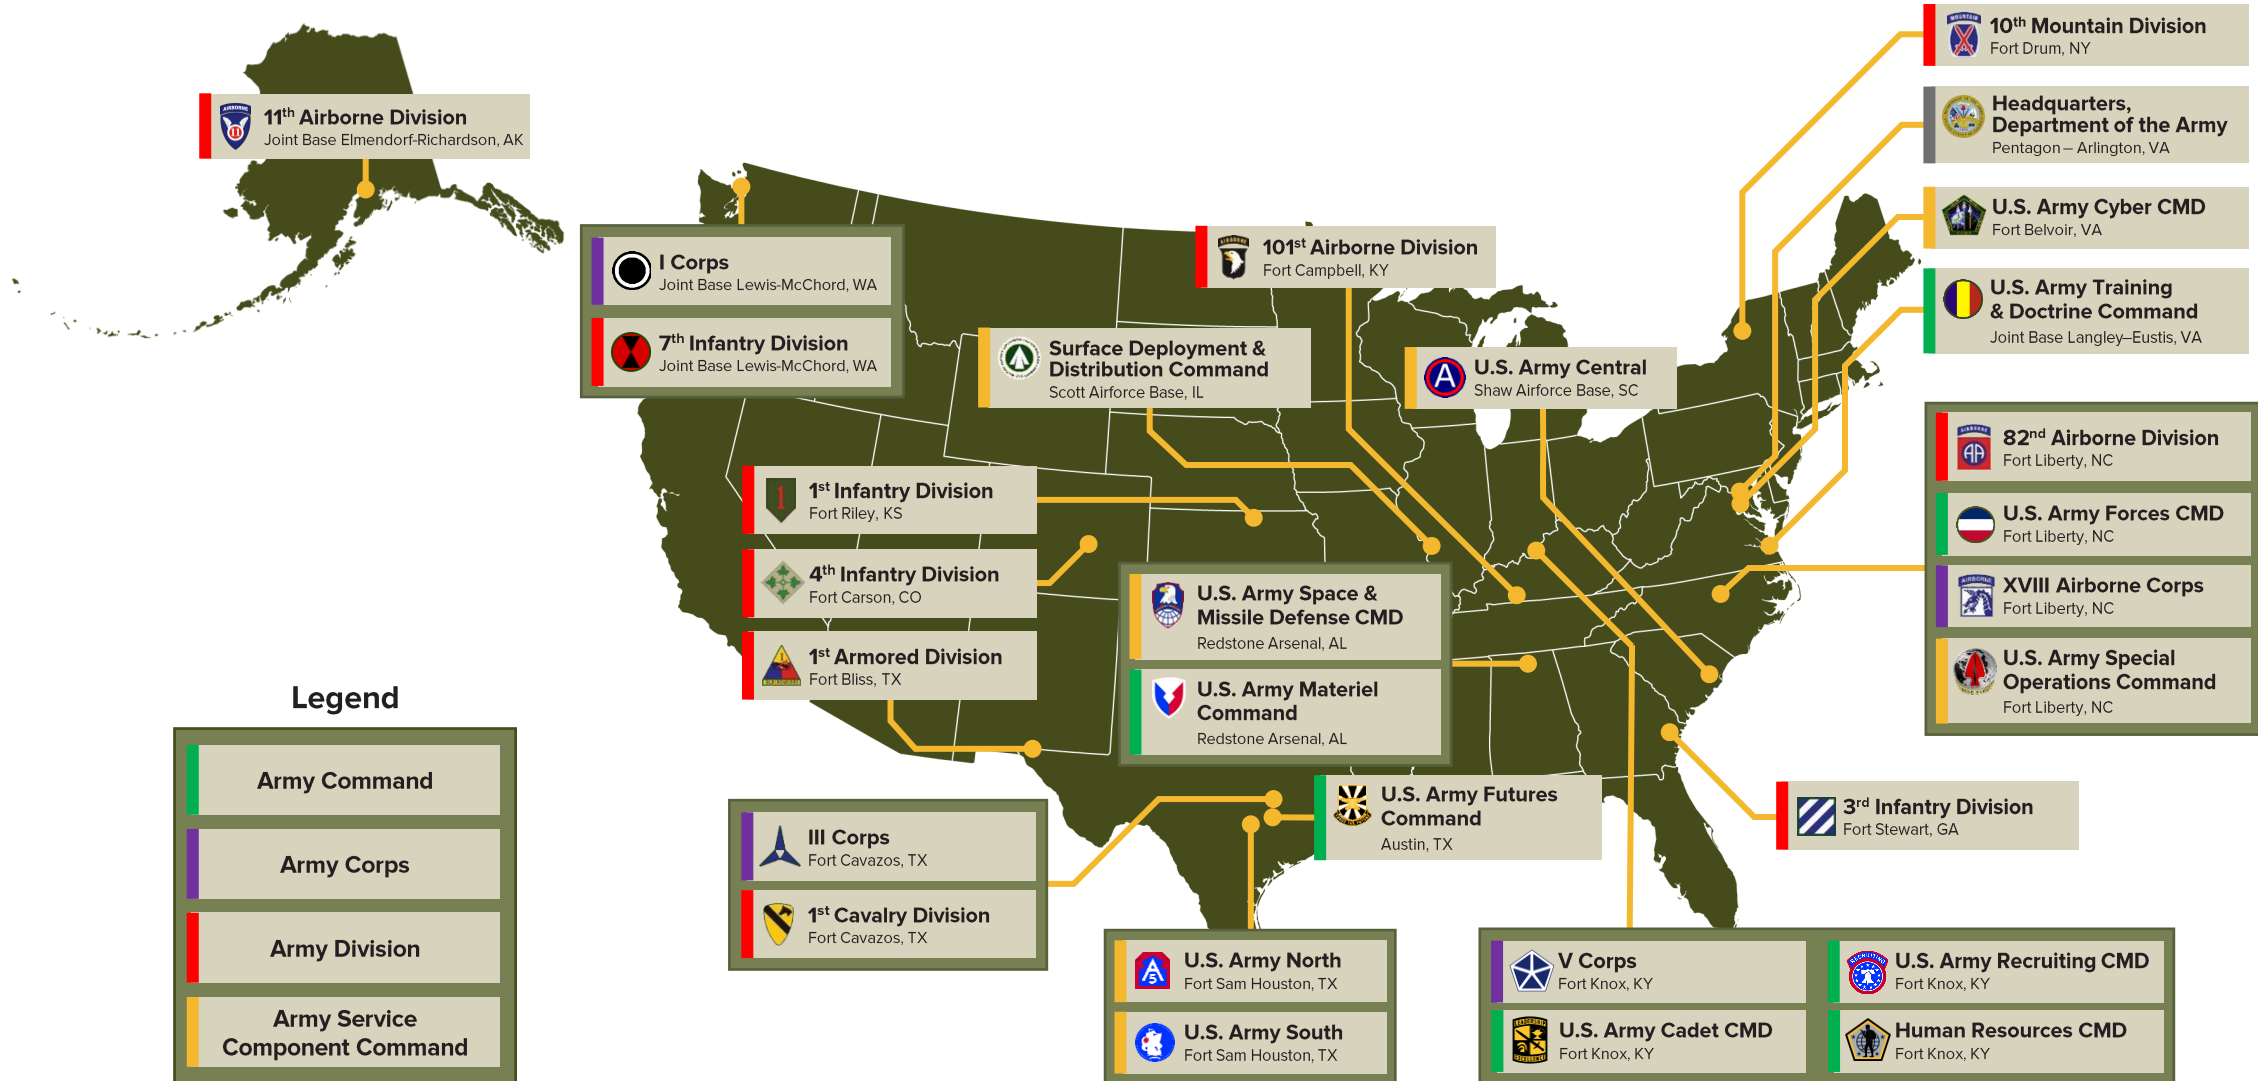 10th Mountain Division
Fort Drum, NY
Headquarters,
Department of the Army
Pentagon – Arlington, VA
11th Airborne Division
Joint Base Elmendorf-Richardson, AK
U.S. Army Cyber CMD
Fort Belvoir, VA
I Corps
Joint Base Lewis-McChord, WA
7th Infantry Division
Joint Base Lewis-McChord, WA
101st Airborne Division
Fort Campbell, KY
U.S. Army Training
& Doctrine Command
Joint Base Langley–Eustis, VA
Surface Deployment &
Distribution Command
Scott Airforce Base, IL
U.S. Army Central
Shaw Airforce Base, SC
82nd Airborne Division
Fort Liberty, NC
U.S. Army Forces CMD
Fort Liberty, NC
XVIII Airborne Corps
Fort Liberty, NC
U.S. Army Special
Operations Command
Fort Liberty, NC
1st Infantry Division
Fort Riley, KS
4th Infantry Division
Fort Carson, CO
1st Armored Division
Fort Bliss, TX
U.S. Army Space &
Missile Defense CMD
Redstone Arsenal, AL
U.S. Army Materiel
Command
Redstone Arsenal, AL
Legend
Army Command
Army Corps
Army Division
Army Service
Component Command
III Corps
Fort Cavazos, TX
1st Cavalry Division
Fort Cavazos, TX
U.S. Army Futures
Command
Austin, TX
3rd Infantry Division
Fort Stewart, GA
U.S. Army North
Fort Sam Houston, TX
U.S. Army South
Fort Sam Houston, TX
V Corps
Fort Knox, KY
U.S. Army Recruiting CMD
Fort Knox, KY
U.S. Army Cadet CMD
Fort Knox, KY
Human Resources CMD
Fort Knox, KY